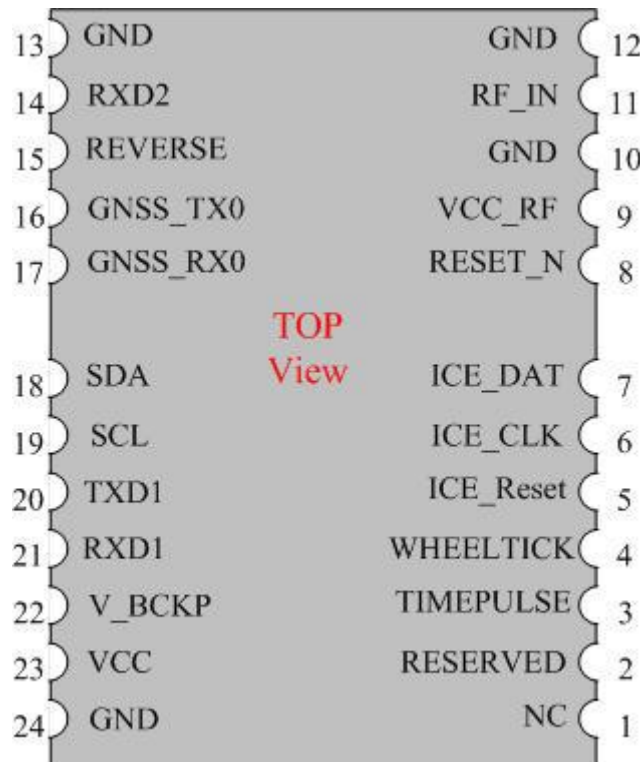 13 GND GND 12
14 RXD2 RF_IN 11
15 REVERSE GND 10
16 GNSS_TX0 VCC_RF 9
17 GNSS_RX0 RESET_N 8
TOP
View
18 SDA ICE_DAT 7
19 SCL ICE_CLK 6
20 TXD1 ICE_Reset 5
21 RXD1 WHEELTICK 4
22 V_BCKP TIMEPULSE 3
23 VCC RESERVED 2
24 GND NC 1